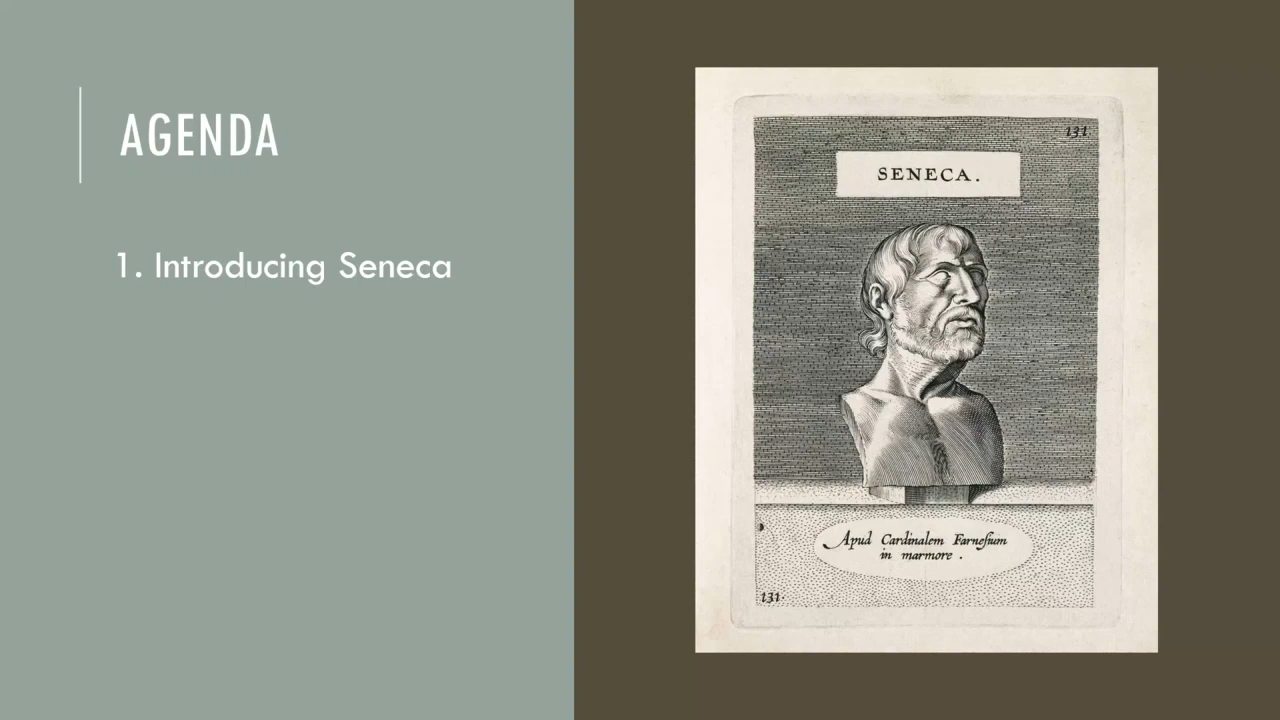 AGENDA
1. Introducing Seneca
131
SENECA.
Apud Cardinalem Farnesium
in marmore .
131.